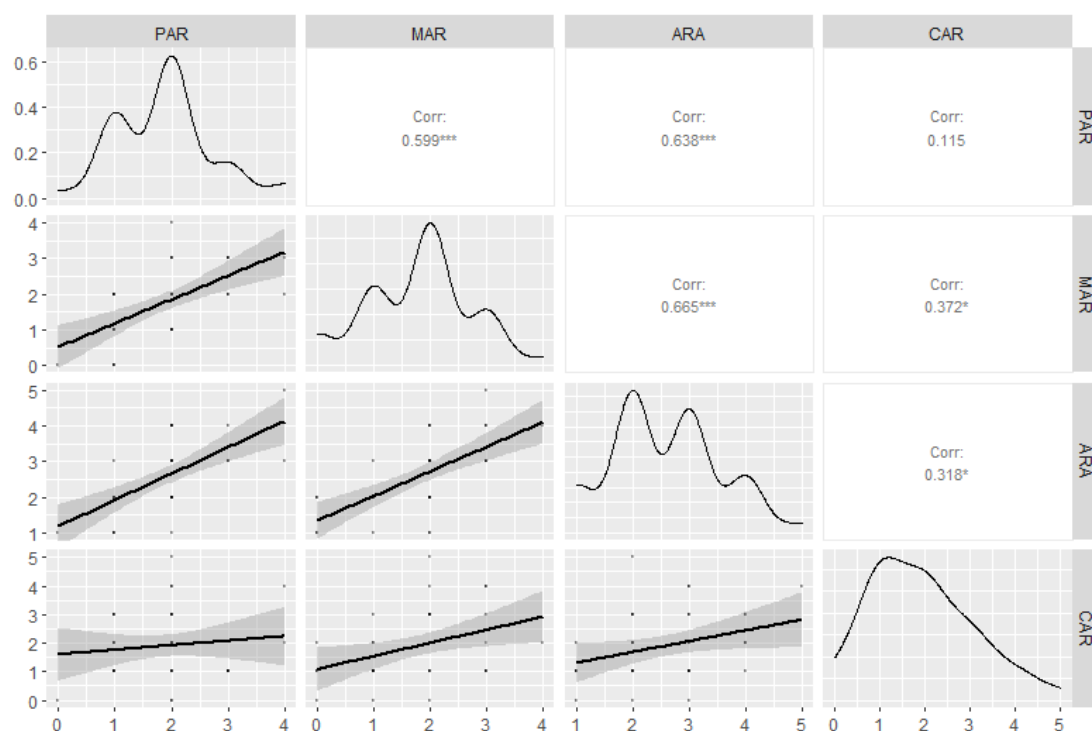 PAR MAR ARA CAR
0.6
0.4
0.2
0.0
Corr:
0.599***
Corr:
0.638***
Corr:
0.115
PAR
4
3
2
1
0
Corr:
0.665***
Corr:
0.372*
MAR
5
4
3
2
1
Corr:
0.318*
ARA
5
4
3
2
1
0
CAR
0 1 2 3 4 0 1 2 3 4 1 2 3 4 5 0 1 2 3 4 5